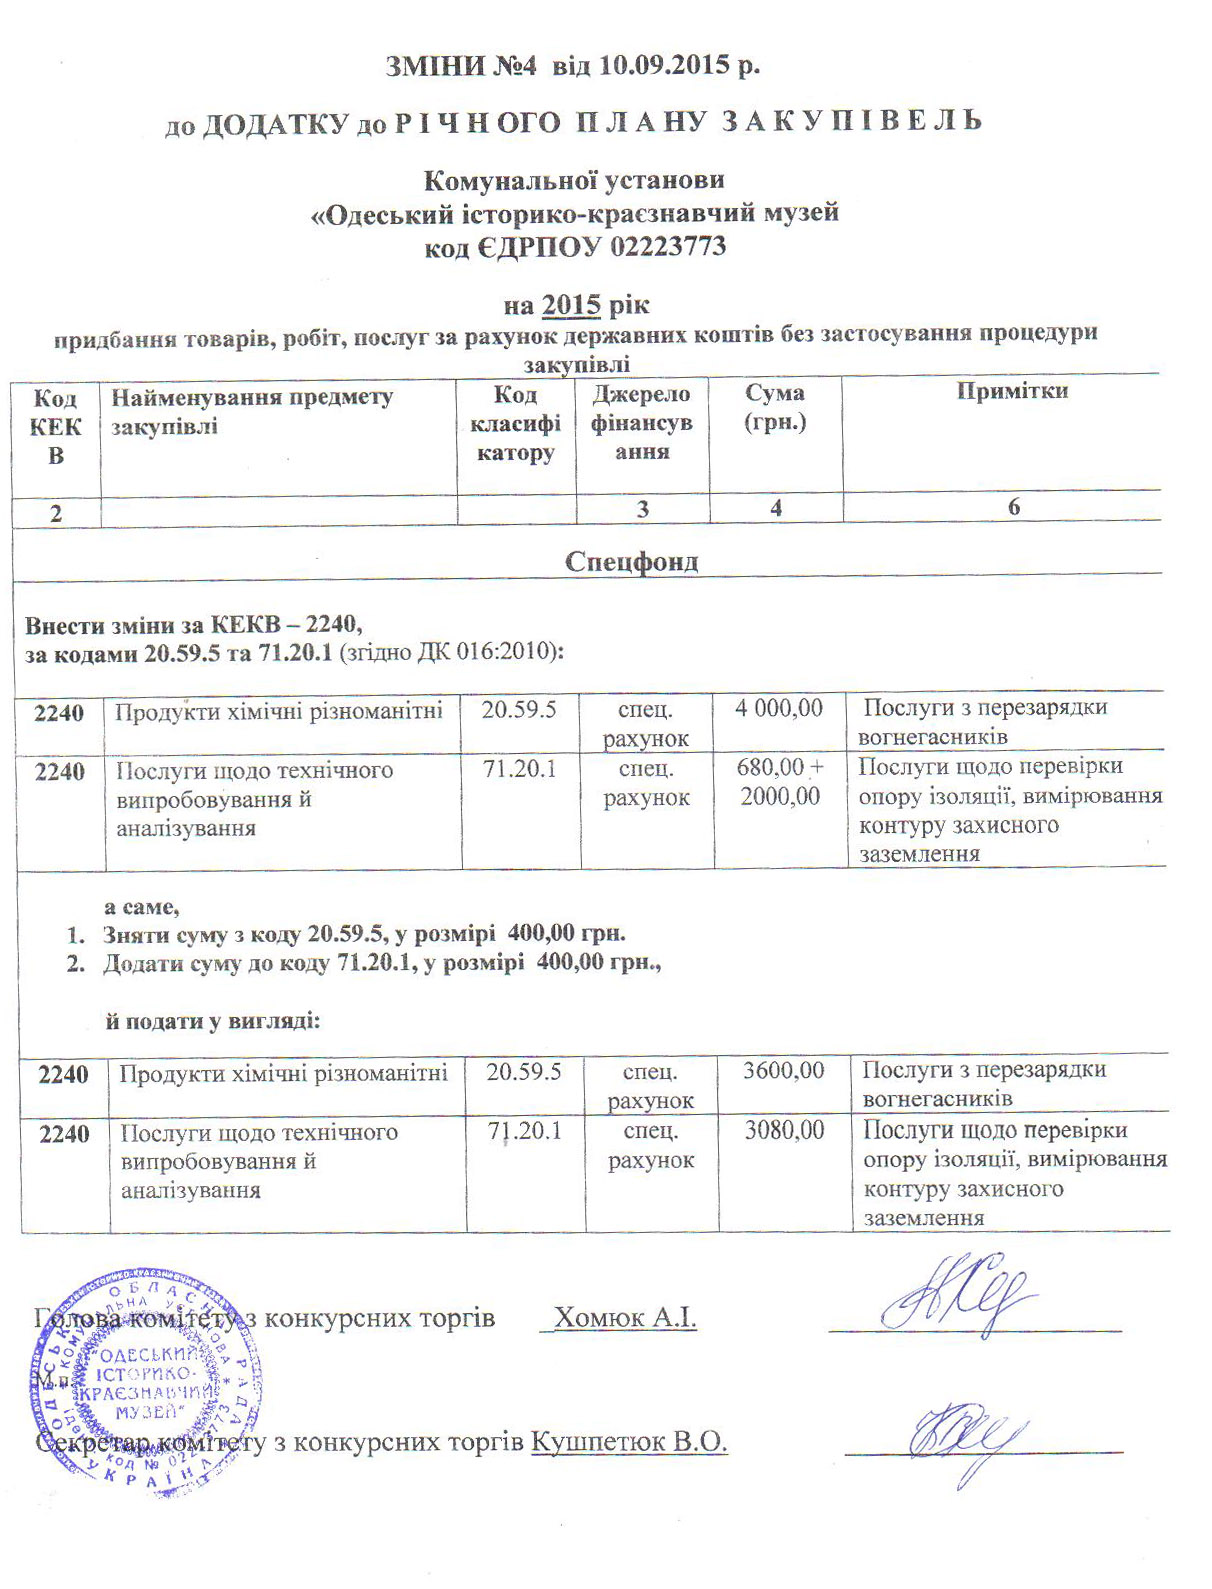 ЗМІНИ №4 від 10.09.2015 р.
до ДОДАТКУ до Р І Ч Н ОГО П Л А НУ З А К У П І В Е Л Ь
Комунальної установи
«Одеський історико-краєзнавчий музей
код ЄДРПОУ 02223773
на 2015 рік
придбання товарів, робіт, послуг за рахунок державних коштів без застосування процедури
закупівлі
Код КЕК В
Найменування предмету закупівлі
Код класифі катору
Джерело фінансув ання
Сума (грн.)
Примітки
2 3 4 6
Спецфонд
Внести зміни за КЕКВ – 2240,
за кодами 20.59.5 та 71.20.1 (згідно ДК 016:2010):
2240 Продукти хімічні різноманітні 20.59.5 спец. 4 000,00 Послуги з перезарядки
рахунок вогнегасників
2240 Послуги щодо технічного 71.20.1 спец. 680,00 + Послуги щодо перевірки
випробовування й рахунок 2000,00 опору ізоляції, вимірювання
аналізування контуру захисного
заземлення
а саме,
1. Зняти суму з коду 20.59.5, у розмірі 400,00 грн.
2. Додати суму до коду 71.20.1, у розмірі 400,00 грн.,
й подати у вигляді:
2240 Продукти хімічні різноманітні 20.59.5 спец. 3600,00 Послуги з перезарядки
рахунок вогнегасників
2240 Послуги щодо технічного 71.20.1 спец. 3080,00 Послуги щодо перевірки
випробовування й рахунок опору ізоляції, вимірювання
аналізування контуру захисного
заземлення
Голова комітету з конкурсних торгів Хомюк А.І.
М.п.
Секретар комітету з конкурсних торгів Кушпетюк В.О.
ОДЕСЬКА ОБЛАСНА РАДА
УКРАЇНА
КОМУНАЛЬНА УСТАНОВА
"ОДЕСЬКИЙ
ІСТОРИКО-
КРАЄЗНАВЧИЙ
МУЗЕЙ"
код № 02223773